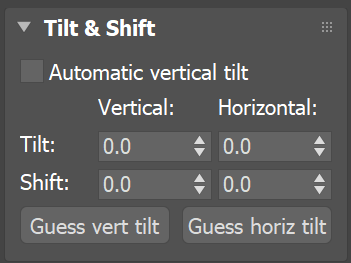 Tilt & Shift
Automatic vertical tilt
Vertical: Horizontal:
Tilt: 0.0 0.0
Shift: 0.0 0.0
Guess vert tilt Guess horiz tilt